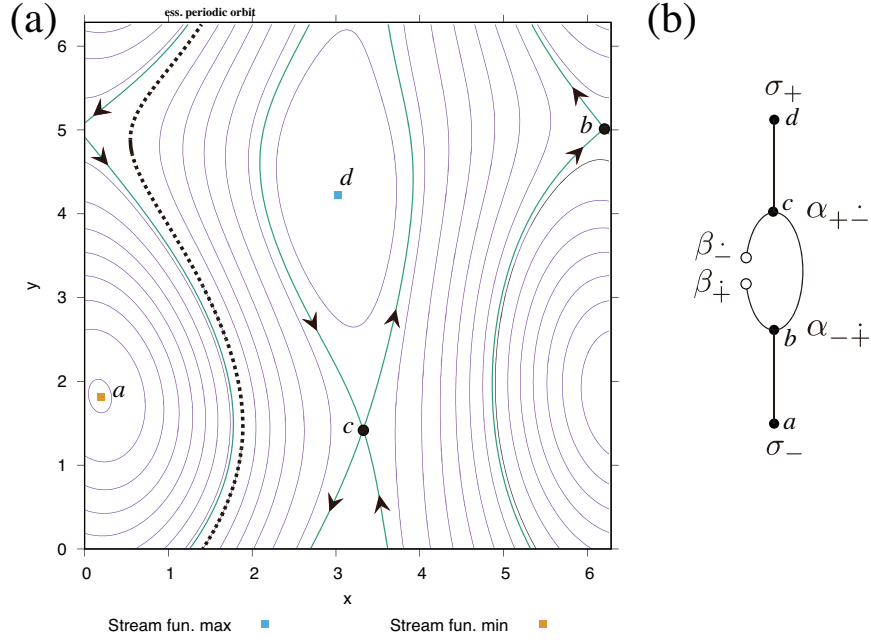 (a)
ess. periodic orbit
(b)
6
5
4
3
2
1
0
y
b
d
a
c
0 1 2 3 4 5 6
x
Stream fun. max
Stream fun. min
σ₊
d
c
α₊∸
β∸
β∔
b
α₋∔
a
σ₋